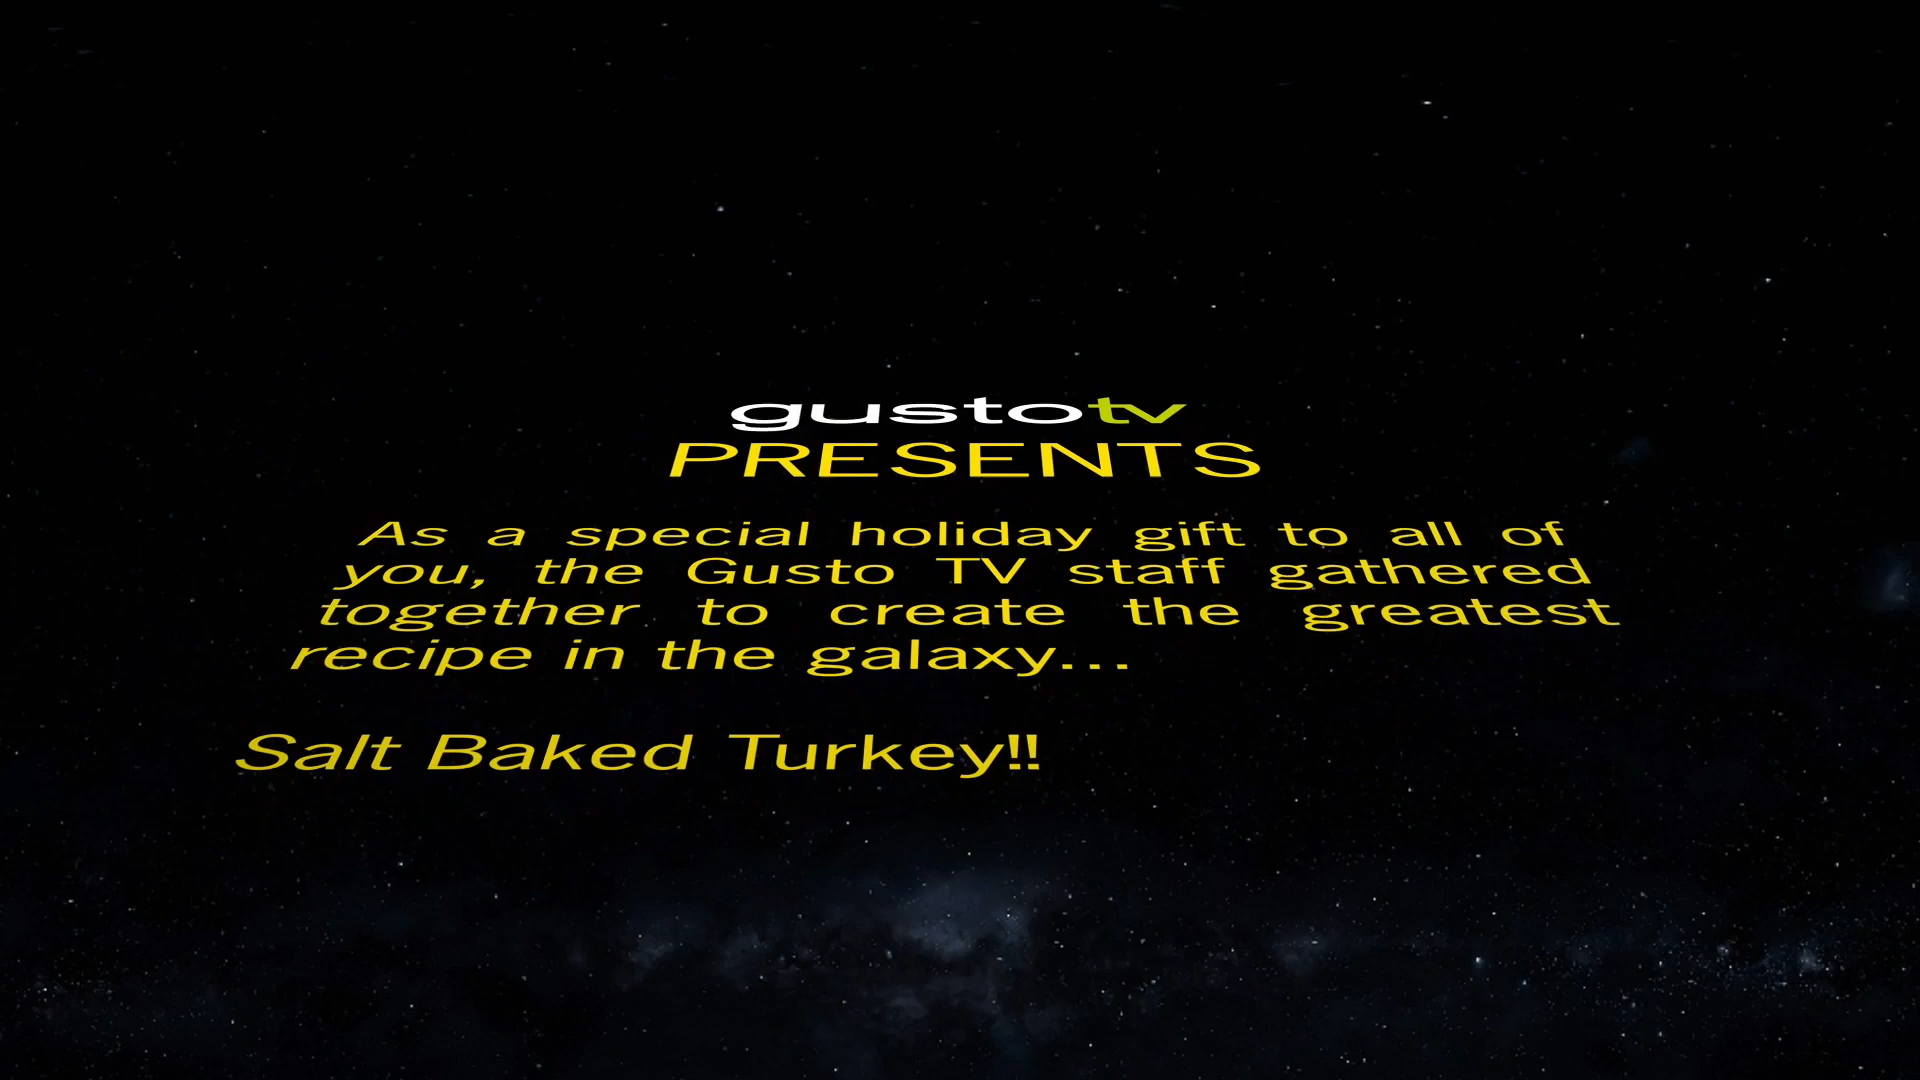 gustotv
PRESENTS
As a special holiday gift to all of
you, the Gusto TV staff gathered
together to create the greatest
recipe in the galaxy...
Salt Baked Turkey!!